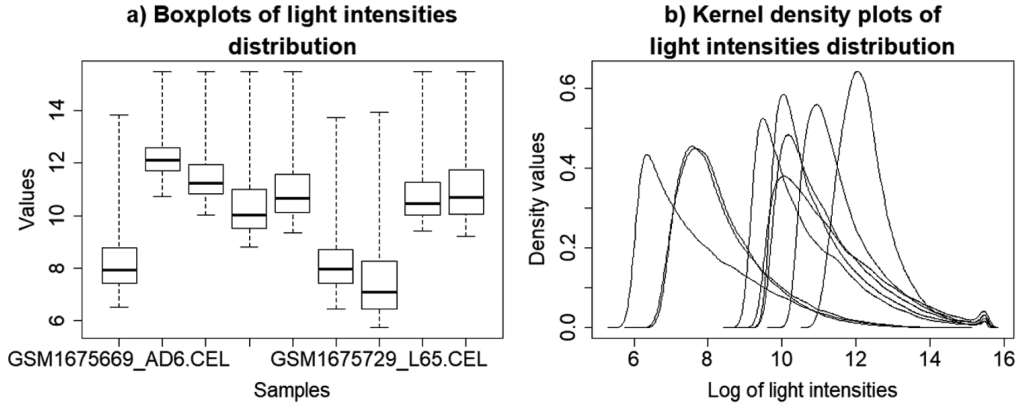 a) Boxplots of light intensities
distribution
Values
14
12
10
8
6
GSM1675669_AD6.CEL GSM1675729_L65.CEL
Samples
b) Kernel density plots of
light intensities distribution
Density values
0.6
0.4
0.2
0.0
6 8 10 12 14 16
Log of light intensities